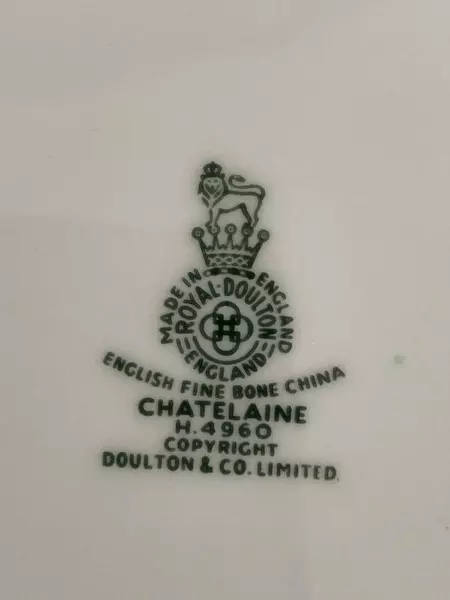 MADE IN ENGLAND
ROYAL·DOULTON
ENGLAND
ENGLISH FINE BONE CHINA
CHATELAINE
H.4960
COPYRIGHT
DOULTON & CO. LIMITED.